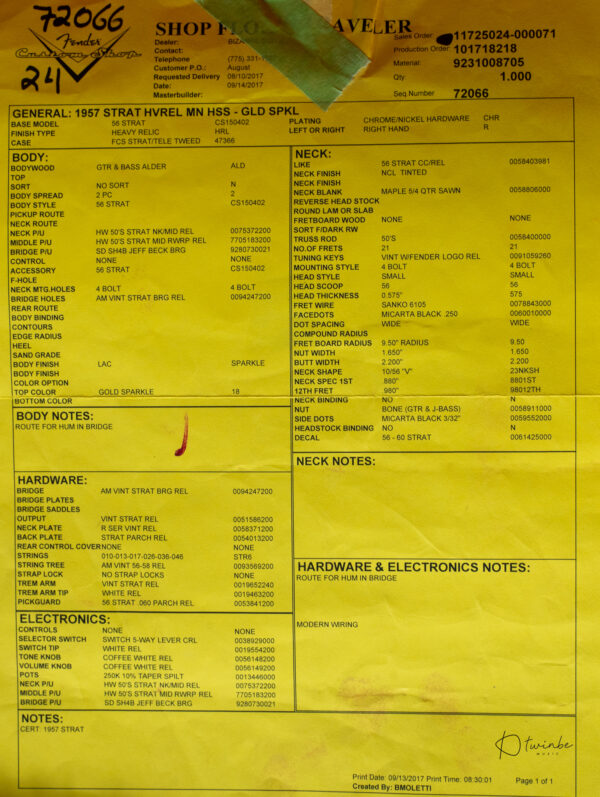 72066
Fender
Custom Shop
24
SHOP
AVELER
Dealer: BIZA
Contact:
Telephone (775) 331-
Customer P.O.: August
Requested Delivery 08/10/2017
Date: 09/14/2017
Masterbuilder:
Sales Order: 11725024-000071
Production Order: 101718218
Material: 9231008705
Qty 1.000
Seq Number 72066
GENERAL: 1957 STRAT HVREL MN HSS - GLD SPKL
BASE MODEL 56 STRAT CS150402 PLATING CHROME/NICKEL HARDWARE CHR
FINISH TYPE HEAVY RELIC HRL LEFT OR RIGHT RIGHT HAND R
CASE FCS STRAT/TELE TWEED 47366
BODY:
BODYWOOD GTR & BASS ALDER ALD
TOP
SORT NO SORT N
BODY SPREAD 2 PC 2
BODY STYLE 56 STRAT CS150402
PICKUP ROUTE
NECK ROUTE
NECK P/U HW 50'S STRAT NK/MID REL 0075372200
MIDDLE P/U HW 50'S STRAT MID RWRP REL 7705183200
BRIDGE P/U SD SH4B JEFF BECK BRG 9280730021
CONTROL NONE NONE
ACCESSORY 56 STRAT CS150402
F-HOLE
NECK MTG.HOLES 4 BOLT 4 BOLT
BRIDGE HOLES AM VINT STRAT BRG REL 0094247200
REAR ROUTE
BODY BINDING
CONTOURS
EDGE RADIUS
HEEL
SAND GRADE
BODY FINISH LAC SPARKLE
BODY FINISH
COLOR OPTION
TOP COLOR GOLD SPARKLE 18
BOTTOM COLOR
BODY NOTES:
ROUTE FOR HUM IN BRIDGE
HARDWARE:
BRIDGE AM VINT STRAT BRG REL 0094247200
BRIDGE PLATES
BRIDGE SADDLES
OUTPUT VINT STRAT REL 0051586200
NECK PLATE R SER VINT REL 0058371200
BACK PLATE STRAT PARCH REL 0054013200
REAR CONTROL COVER NONE NONE
STRINGS 010-013-017-026-036-046 STR6
STRING TREE AM VINT 56-58 REL 0093569200
STRAP LOCK NO STRAP LOCKS NONE
TREM ARM VINT STRAT REL 0019652240
TREM ARM TIP WHITE REL 0019463200
PICKGUARD 56 STRAT .060 PARCH REL 0053841200
ELECTRONICS:
CONTROLS NONE NONE
SELECTOR SWITCH SWITCH 5-WAY LEVER CRL 0038929000
SWITCH TIP WHITE REL 0019554200
TONE KNOB COFFEE WHITE REL 0056148200
VOLUME KNOB COFFEE WHITE REL 0056149200
POTS 250K 10% TAPER SPILT 0013446000
NECK P/U HW 50'S STRAT NK/MID REL 0075372200
MIDDLE P/U HW 50'S STRAT MID RWRP REL 7705183200
BRIDGE P/U SD SH4B JEFF BECK BRG 9280730021
NECK:
LIKE 56 STRAT CC/REL 0058403981
NECK FINISH NCL TINTED
NECK FINISH
NECK BLANK MAPLE 5/4 QTR SAWN 0058806000
REVERSE HEAD STOCK
ROUND LAM OR SLAB
FRETBORD WOOD NONE NONE
SORT F/DARK RW
TRUSS ROD 50'S 0058400000
NO.OF FRETS 21 21
TUNING KEYS VINT W/FENDER LOGO REL 0091059260
MOUNTING STYLE 4 BOLT 4 BOLT
HEAD STYLE SMALL SMALL
HEAD SCOOP 56 56
HEAD THICKNESS 0.575" 575
FRET WIRE SANKO 6105 0078843000
FACEDOTS MICARTA BLACK .250 0060010000
DOT SPACING WIDE WIDE
COMPOUND RADIUS
FRET BOARD RADIUS 9.50" RADIUS 9.50
NUT WIDTH 1.650" 1.650
BUTT WIDTH 2.200" 2.200
NECK SHAPE 10/56 "V" 23NKSH
NECK SPEC 1ST .880" 8801ST
12TH FRET .980" 98012TH
NECK BINDING NO N
NUT BONE (GTR & J-BASS) 0058911000
SIDE DOTS MICARTA BLACK 3/32" 0059552000
HEADSTOCK BINDING NO N
DECAL 56 - 60 STRAT 0061425000
NECK NOTES:
HARDWARE & ELECTRONICS NOTES:
ROUTE FOR HUM IN BRIDGE
MODERN WIRING
NOTES:
CERT: 1957 STRAT
twinbe
MUSIC
Print Date: 09/13/2017 Print Time: 08:30:01 Page 1 of 1
Created By: BMOLETTI